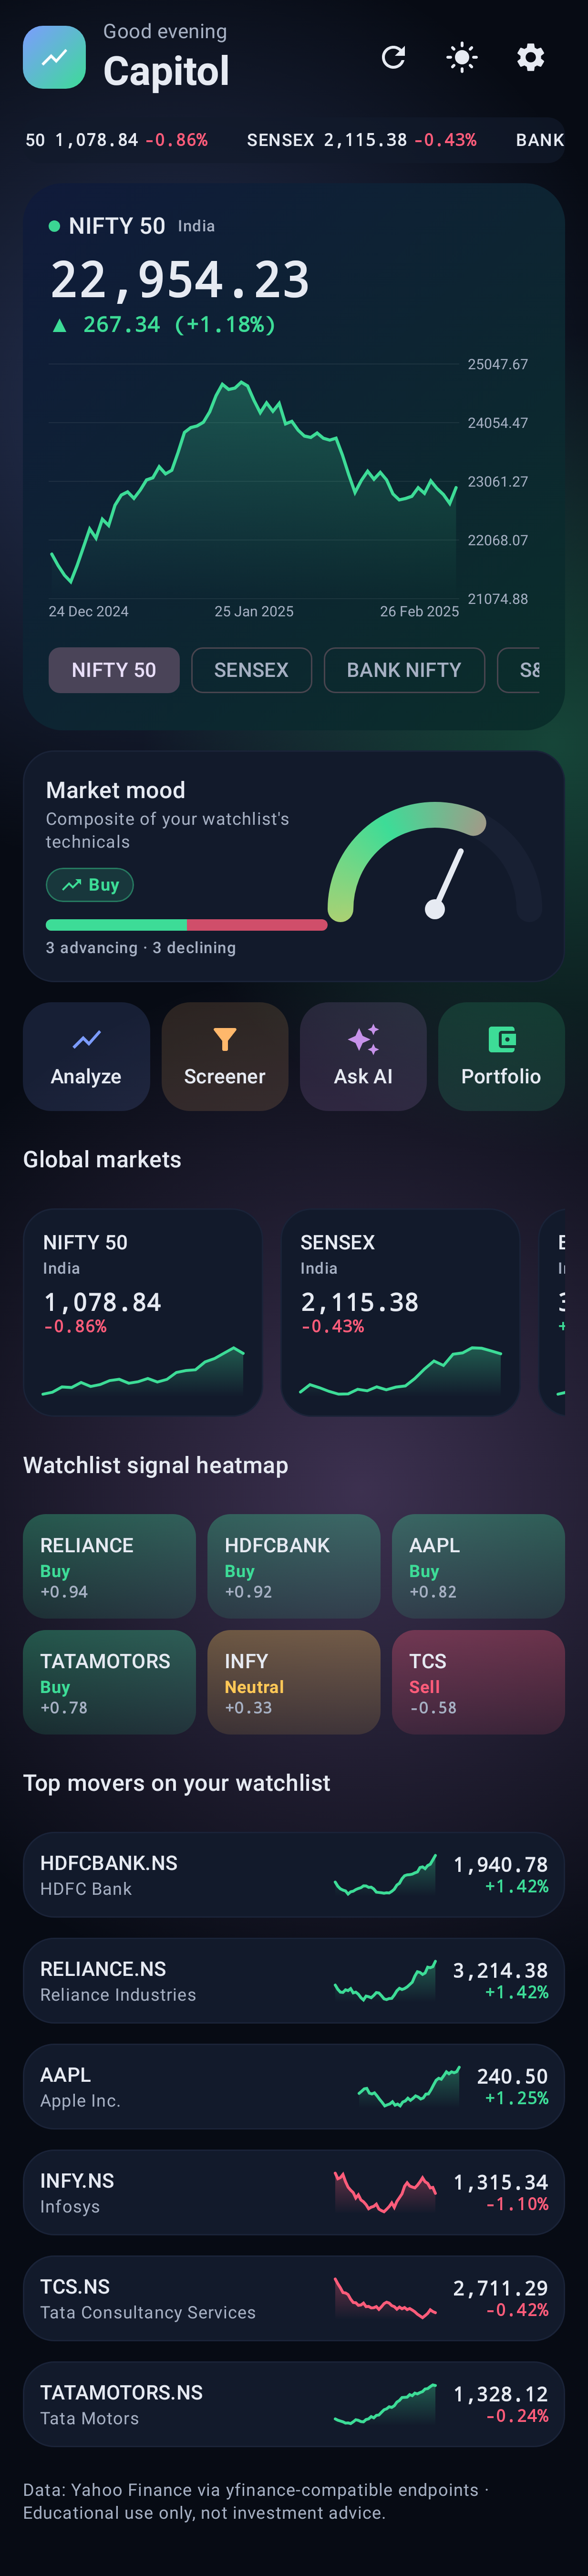 Good evening
Capitol
50 1,078.84 -0.86% SENSEX 2,115.38 -0.43% BANK
NIFTY 50 India
22,954.23
▲ 267.34 (+1.18%)
25047.67
24054.47
23061.27
22068.07
21074.88
24 Dec 2024 25 Jan 2025 26 Feb 2025
NIFTY 50 SENSEX BANK NIFTY S&
Market mood
Composite of your watchlist's
technicals
Buy
3 advancing · 3 declining
Analyze Screener Ask AI Portfolio
Global markets
NIFTY 50
India
1,078.84
-0.86%
SENSEX
India
2,115.38
-0.43%
Watchlist signal heatmap
RELIANCE
Buy
+0.94
HDFCBANK
Buy
+0.92
AAPL
Buy
+0.82
TATAMOTORS
Buy
+0.78
INFY
Neutral
+0.33
TCS
Sell
-0.58
Top movers on your watchlist
HDFCBANK.NS 1,940.78
HDFC Bank +1.42%
RELIANCE.NS 3,214.38
Reliance Industries +1.42%
AAPL 240.50
Apple Inc. +1.25%
INFY.NS 1,315.34
Infosys -1.10%
TCS.NS 2,711.29
Tata Consultancy Services -0.42%
TATAMOTORS.NS 1,328.12
Tata Motors -0.24%
Data: Yahoo Finance via yfinance-compatible endpoints ·
Educational use only, not investment advice.